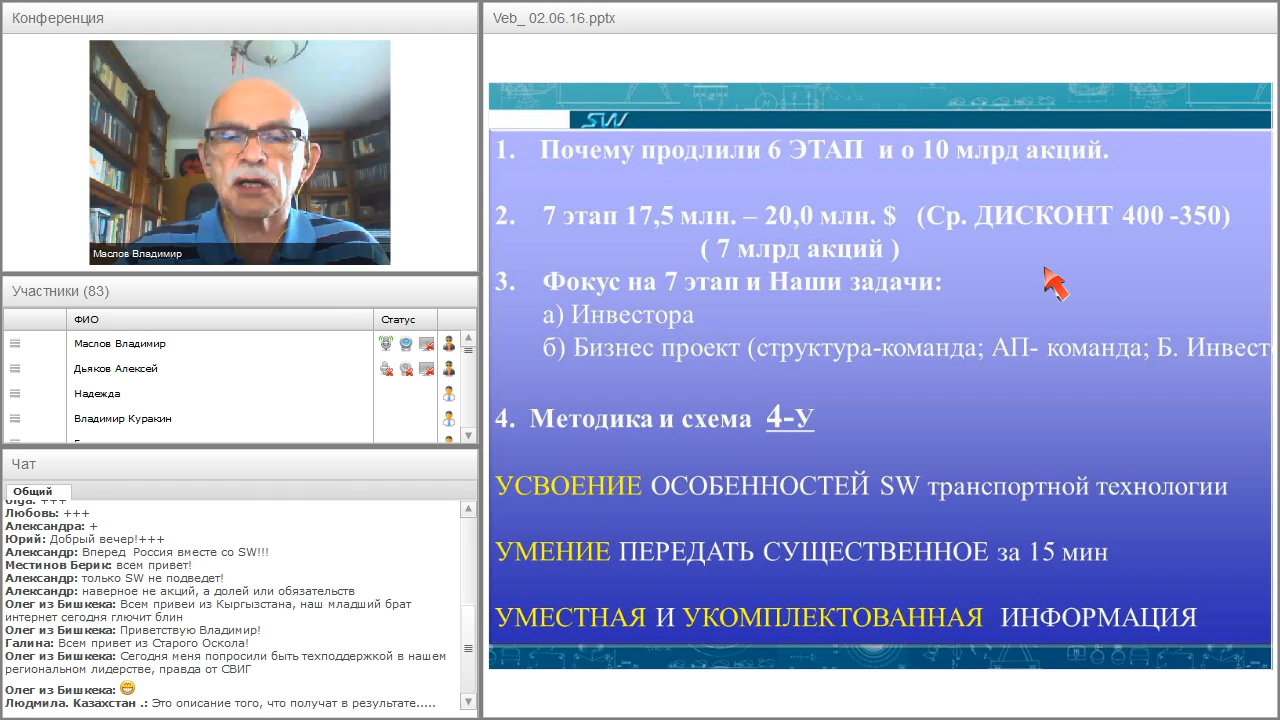 Конференция
Маслов Владимир
Участники (83)
ФИО
Статус
Маслов Владимир
Дьяков Алексей
Надежда
Владимир Куракин
Чат
Общий
Любовь: +++
Александра: +
Юрий: Добрый вечер!+++
Александр: Вперед Россия вместе со SW!!!
Местинов Берик: всем привет!
Александр: только SW не подведет!
Александр: наверное не акций, а долей или обязательств
Олег из Бишкека: Всем привеи из Кыргызстана, наш младший брат
интернет сегодня глючит блин
Олег из Бишкека: Приветствую Владимир!
Галина: Всем привет из Старого Оскола!
Олег из Бишкека: Сегодня меня попросили быть техподдержкой в нашем
региональном лидерстве, правда от СВИГ
Олег из Бишкека:
Людмила. Казахстан .: Это описание того, что получат в результате.....
Veb_ 02.06.16.pptx
SW
1. Почему продлили 6 ЭТАП и о 10 млрд акций.
2. 7 этап 17,5 млн. – 20,0 млн. $ (Ср. ДИСКОНТ 400 -350)
( 7 млрд акций )
3. Фокус на 7 этап и Наши задачи:
а) Инвестора
б) Бизнес проект (структура-команда; АП- команда; Б. Инвест
4. Методика и схема 4-У
УСВОЕНИЕ ОСОБЕННОСТЕЙ SW транспортной технологии
УМЕНИЕ ПЕРЕДАТЬ СУЩЕСТВЕННОЕ за 15 мин
УМЕСТНАЯ И УКОМПЛЕКТОВАННАЯ ИНФОРМАЦИЯ